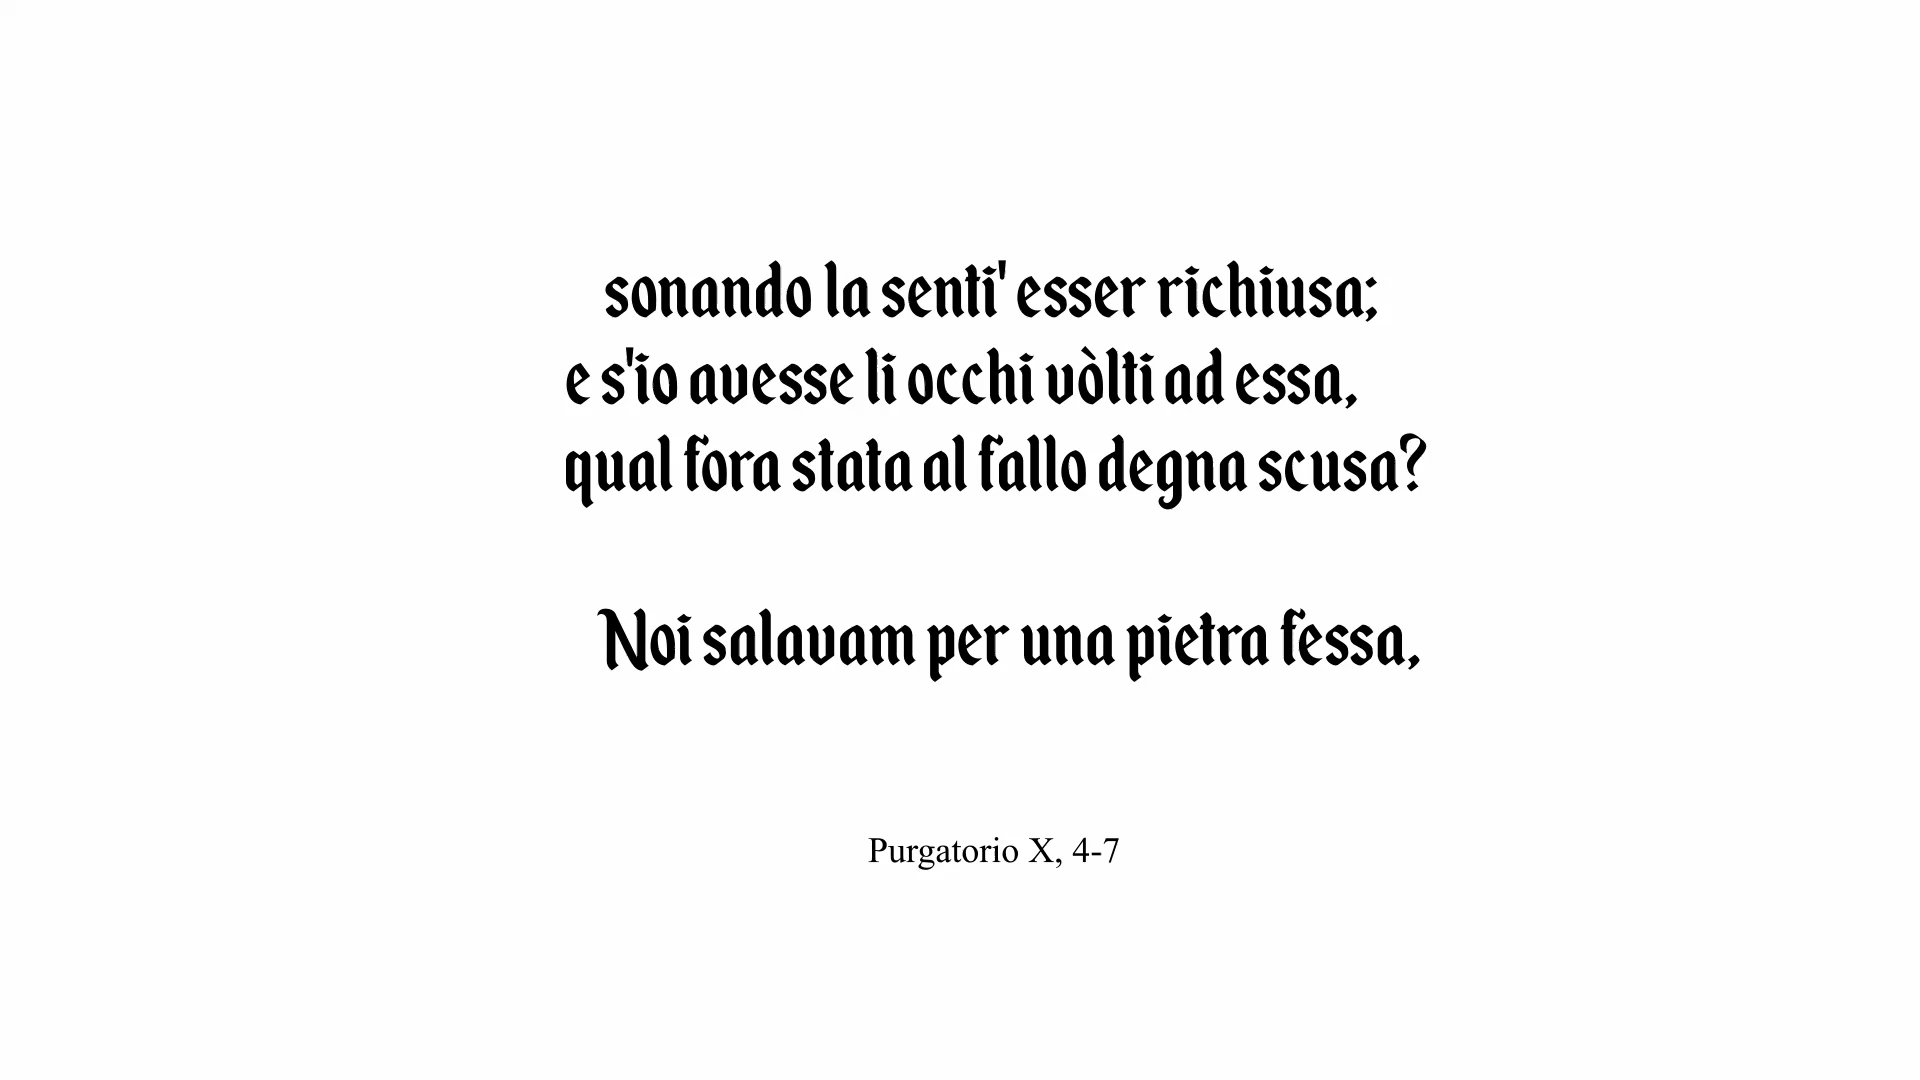 sonando la senti' esser richiusa;
e s'io avesse li occhi vòlti ad essa,
qual fora stata al fallo degna scusa?
Noi salavam per una pietra fessa,
Purgatorio X, 4-7